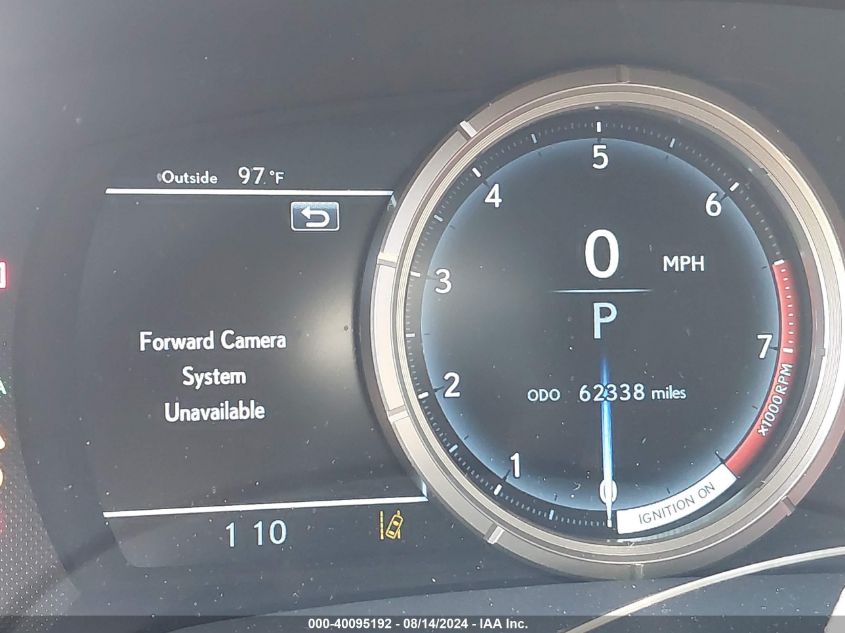 Outside 97 °F
Forward Camera
System
Unavailable
1 10
0 MPH
P
ODO 62338 miles
0
1
2
3
4
5
6
7
x1000RPM
IGNITION ON
000-40095192 - 08/14/2024 - IAA Inc.